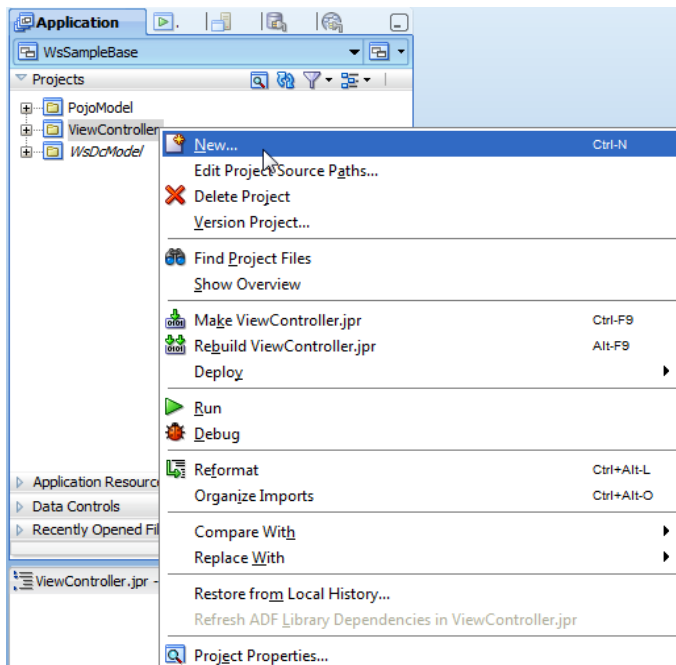 Application
WsSampleBase
Projects
PojoModel
ViewController
WsDcModel
New... Ctrl-N
Edit Project Source Paths...
Delete Project
Version Project...
Find Project Files
Show Overview
Make ViewController.jpr Ctrl-F9
Rebuild ViewController.jpr Alt-F9
Deploy
Run
Debug
Reformat Ctrl+Alt-L
Organize Imports Ctrl+Alt-O
Compare With
Replace With
Restore from Local History...
Refresh ADF Library Dependencies in ViewController.jpr
Project Properties...
Application Resourc
Data Controls
Recently Opened Fil
ViewController.jpr -